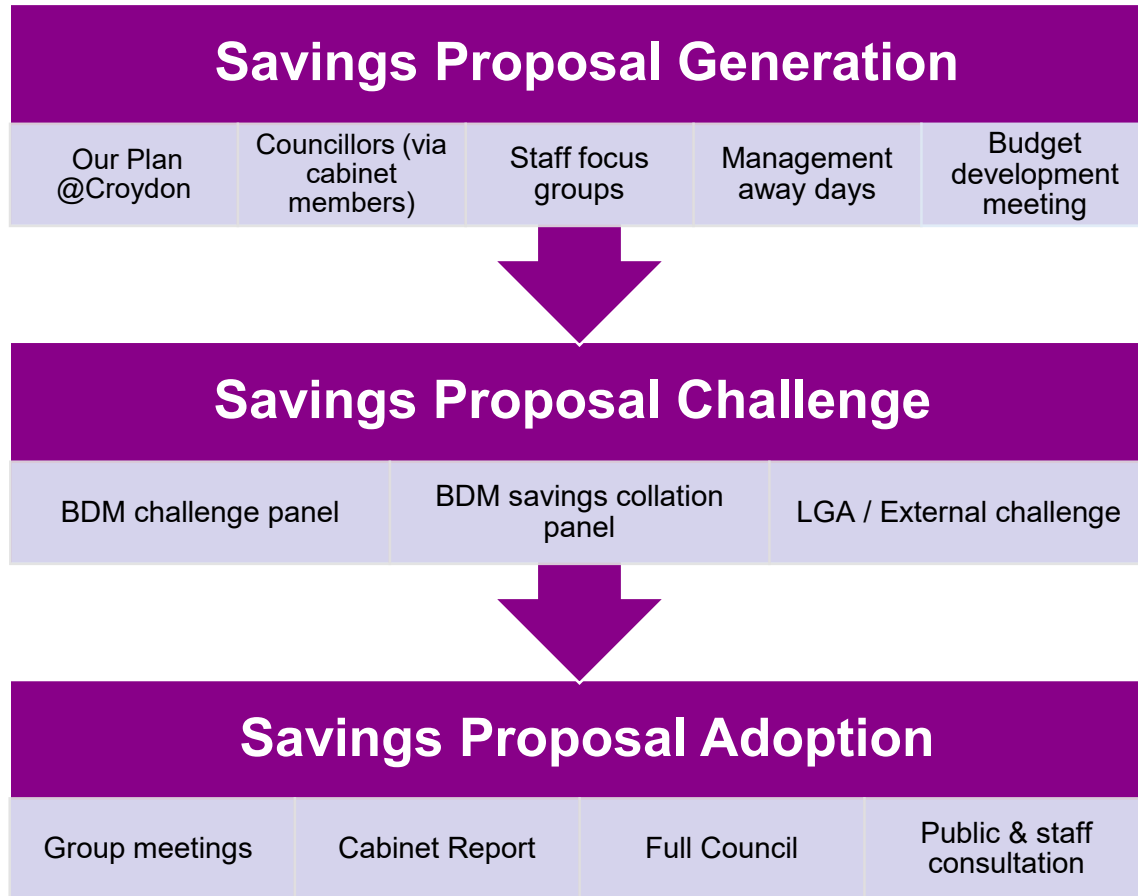 Savings Proposal Generation
Our Plan
@Croydon
Councillors (via
cabinet
members)
Staff focus
groups
Management
away days
Budget
development
meeting
Savings Proposal Challenge
BDM challenge panel
BDM savings collation
panel
LGA / External challenge
Savings Proposal Adoption
Group meetings
Cabinet Report
Full Council
Public & staff
consultation